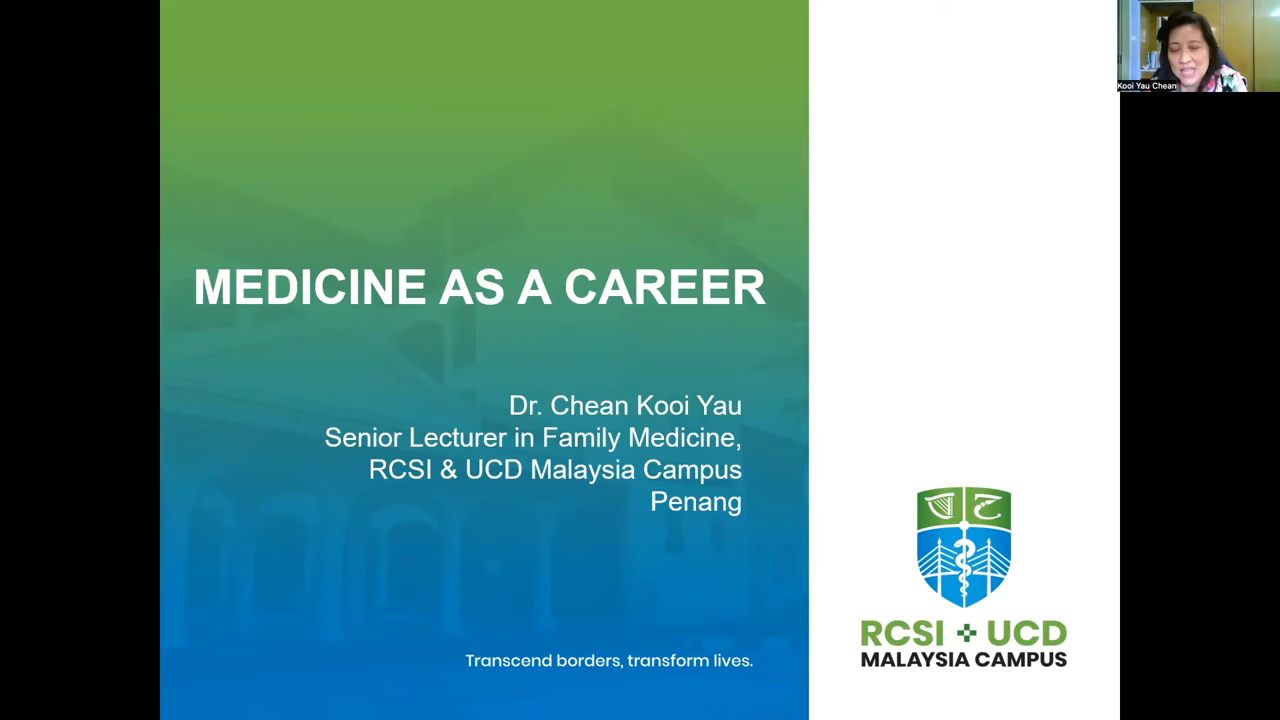 MEDICINE AS A CAREER
Dr. Chean Kooi Yau
Senior Lecturer in Family Medicine,
RCSI & UCD Malaysia Campus
Penang
Transcend borders, transform lives.
RCSI + UCD
MALAYSIA CAMPUS
Kooi Yau Chean